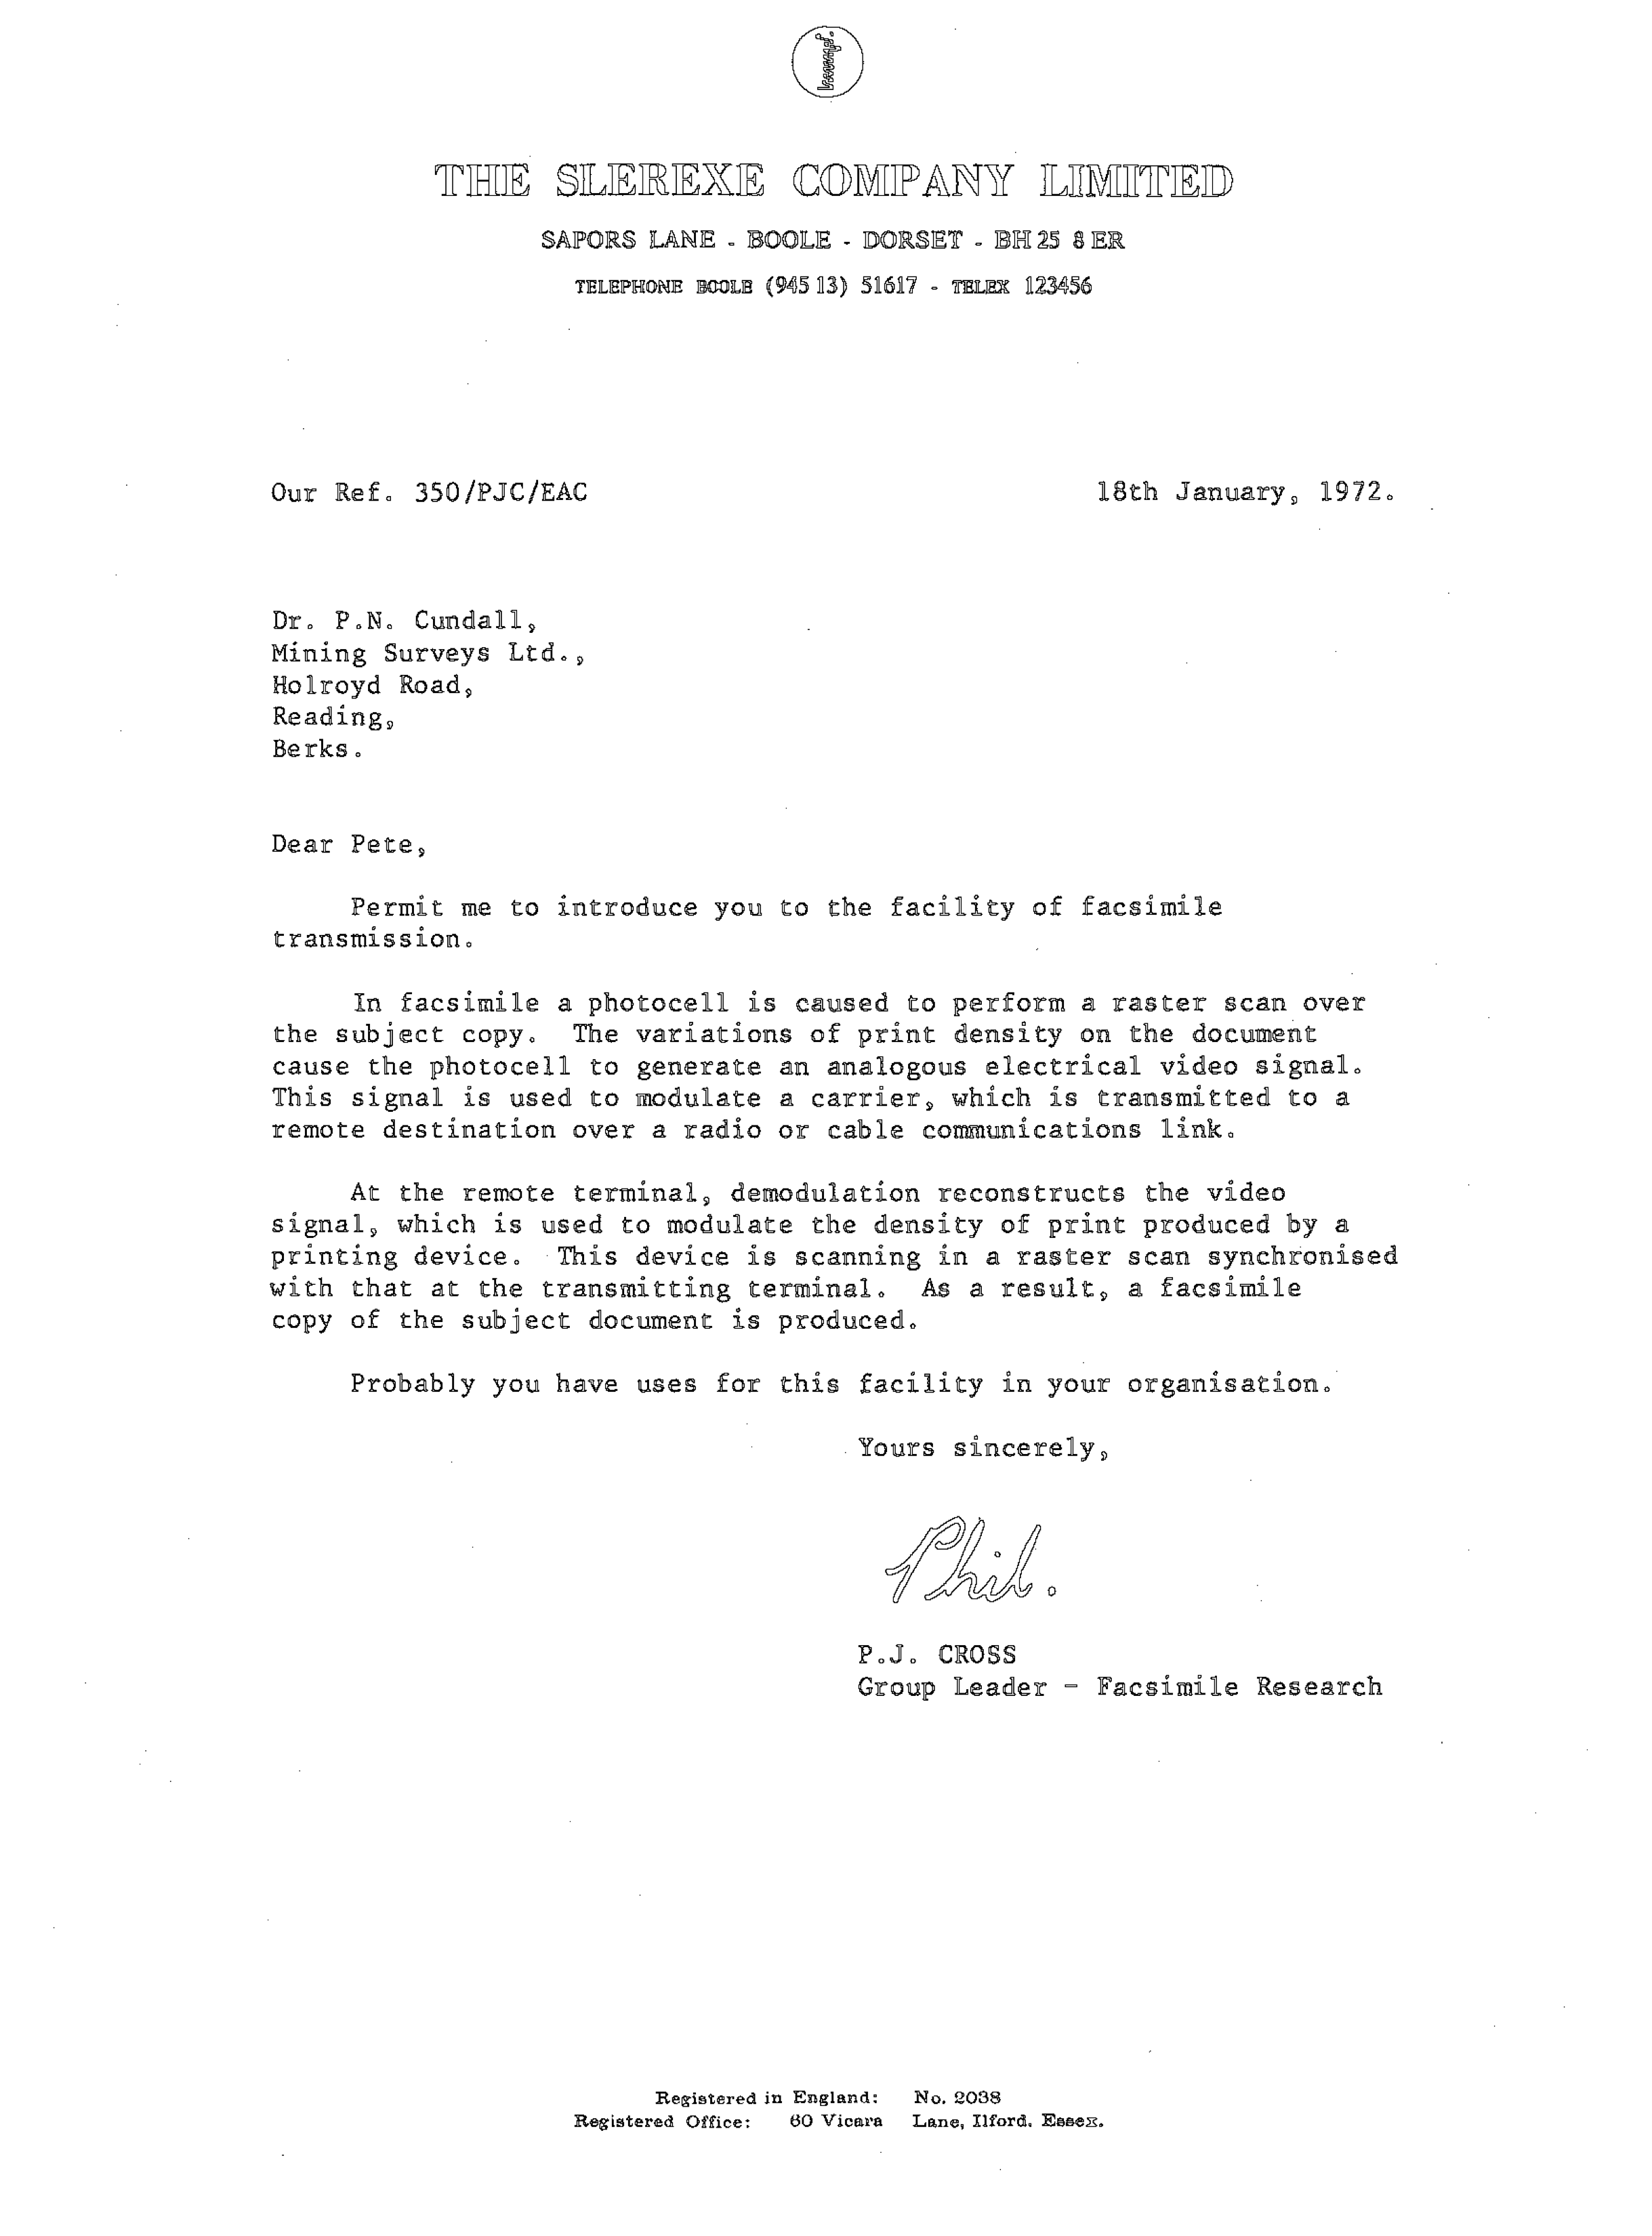 THE SLEREXE COMPANY LIMITED
SAPORS LANE - BOOLE - DORSET - BH 25 8 ER
TELEPHONE BOOLE (945 13) 51617 - TELEX 123456
Our Ref. 350/PJC/EAC 18th January, 1972.
Dr. P.N. Cundall,
Mining Surveys Ltd.,
Holroyd Road,
Reading,
Berks.
Dear Pete,
Permit me to introduce you to the facility of facsimile
transmission.
In facsimile a photocell is caused to perform a raster scan over
the subject copy. The variations of print density on the document
cause the photocell to generate an analogous electrical video signal.
This signal is used to modulate a carrier, which is transmitted to a
remote destination over a radio or cable communications link.
At the remote terminal, demodulation reconstructs the video
signal, which is used to modulate the density of print produced by a
printing device. This device is scanning in a raster scan synchronised
with that at the transmitting terminal. As a result, a facsimile
copy of the subject document is produced.
Probably you have uses for this facility in your organisation.
Yours sincerely,
Phil.
P.J. CROSS
Group Leader - Facsimile Research
Registered in England: No. 2038
Registered Office: 60 Vicara Lane, Ilford. Essex.